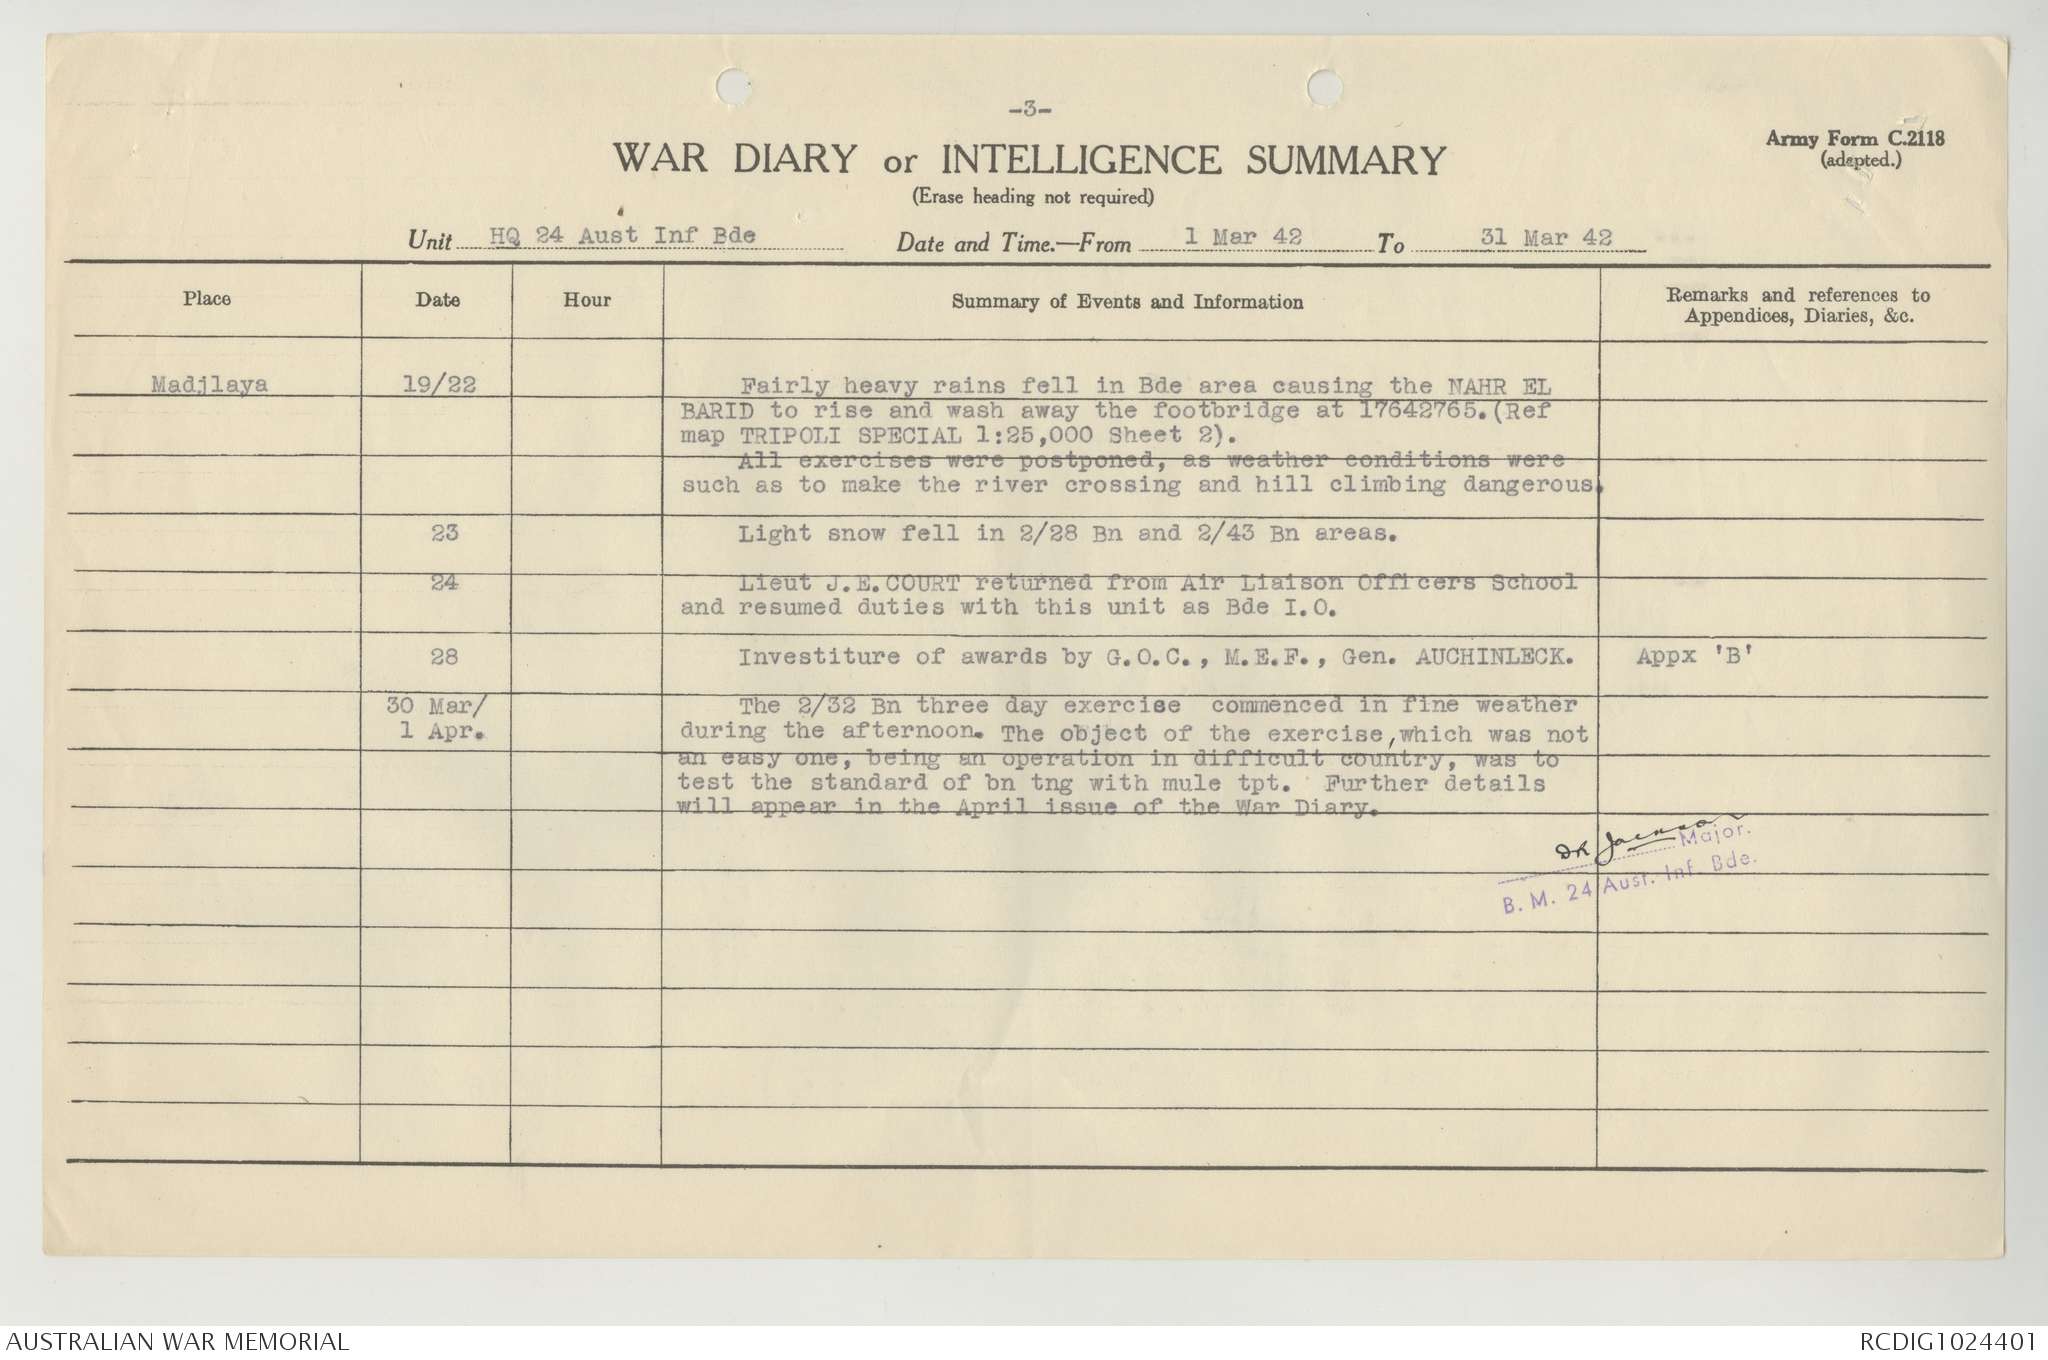 -3-
Army Form C.2118
(adapted.)
WAR DIARY or INTELLIGENCE SUMMARY
(Erase heading not required)
Unit HQ 24 Aust Inf Bde Date and Time.—From 1 Mar 42 To 31 Mar 42
Place Date Hour Summary of Events and Information Remarks and references to
Appendices, Diaries, &c.
Madjlaya 19/22 Fairly heavy rains fell in Bde area causing the NAHR EL
BARID to rise and wash away the footbridge at 17642765.(Ref
map TRIPOLI SPECIAL 1:25,000 Sheet 2).
All exercises were postponed, as weather conditions were
such as to make the river crossing and hill climbing dangerous.
23 Light snow fell in 2/28 Bn and 2/43 Bn areas.
24 Lieut J.E.COURT returned from Air Liaison Officers School
and resumed duties with this unit as Bde I.O.
28 Investiture of awards by G.O.C., M.E.F., Gen. AUCHINLECK. Appx 'B'
30 Mar/ The 2/32 Bn three day exercise commenced in fine weather
1 Apr. during the afternoon. The object of the exercise,which was not
an easy one, being an operation in difficult country, was to
test the standard of bn tng with mule tpt. Further details
will appear in the April issue of the War Diary.
DR Jackson Major.
B. M. 24 Aust. Inf. Bde.
AUSTRALIAN WAR MEMORIAL RCDIG1024401